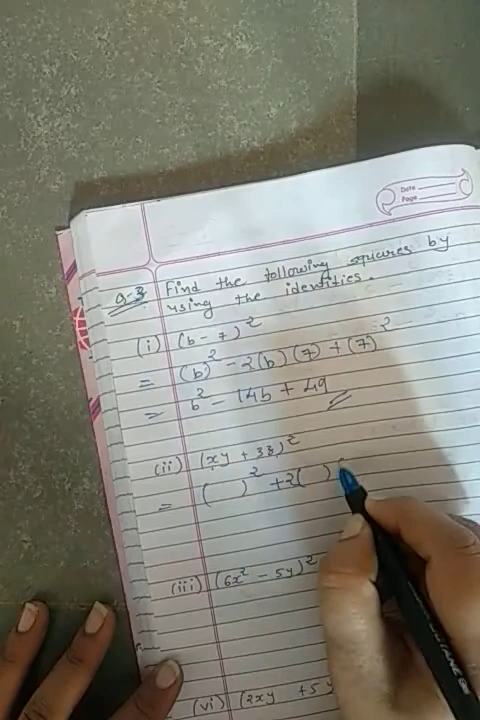 Date
Page
Q-3 Find the following squares by
using the identities.
(i) (b - 7)²
= (b)² - 2(b)(7) + (7)²
= b² - 14b + 49
(ii) (xy + 3z)²
= ( )² + 2( )(
(iii) (6x² - 5y)²
(vi) (2xy + 5y